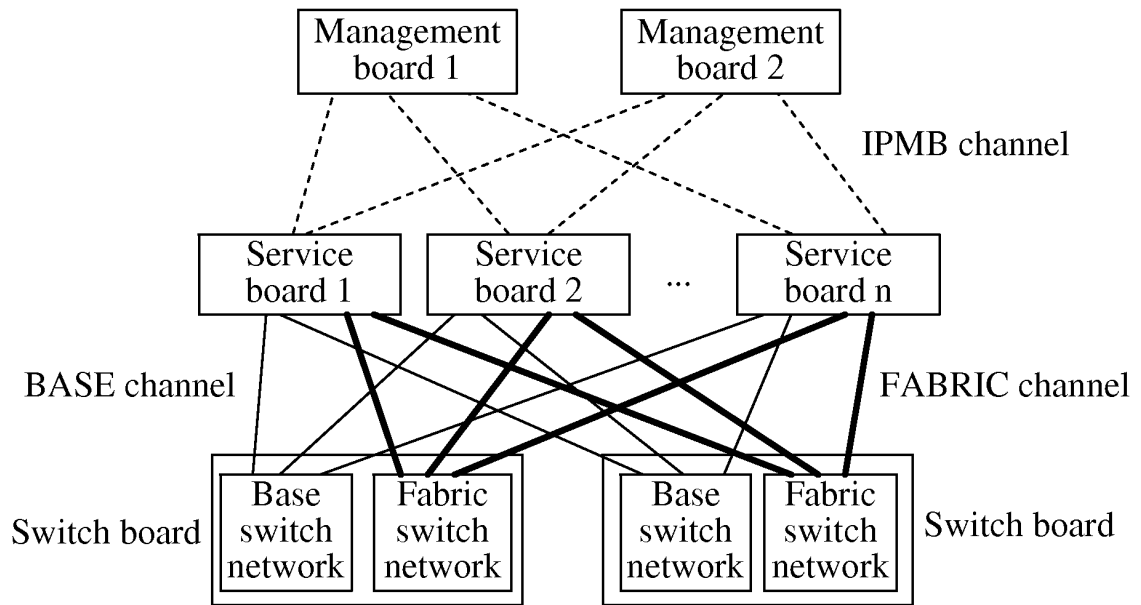 Management
board 1
Management
board 2
IPMB channel
Service
board 1
Service
board 2
...
Service
board n
BASE channel
FABRIC channel
Switch board
Base
switch
network
Fabric
switch
network
Base
switch
network
Fabric
switch
network
Switch board